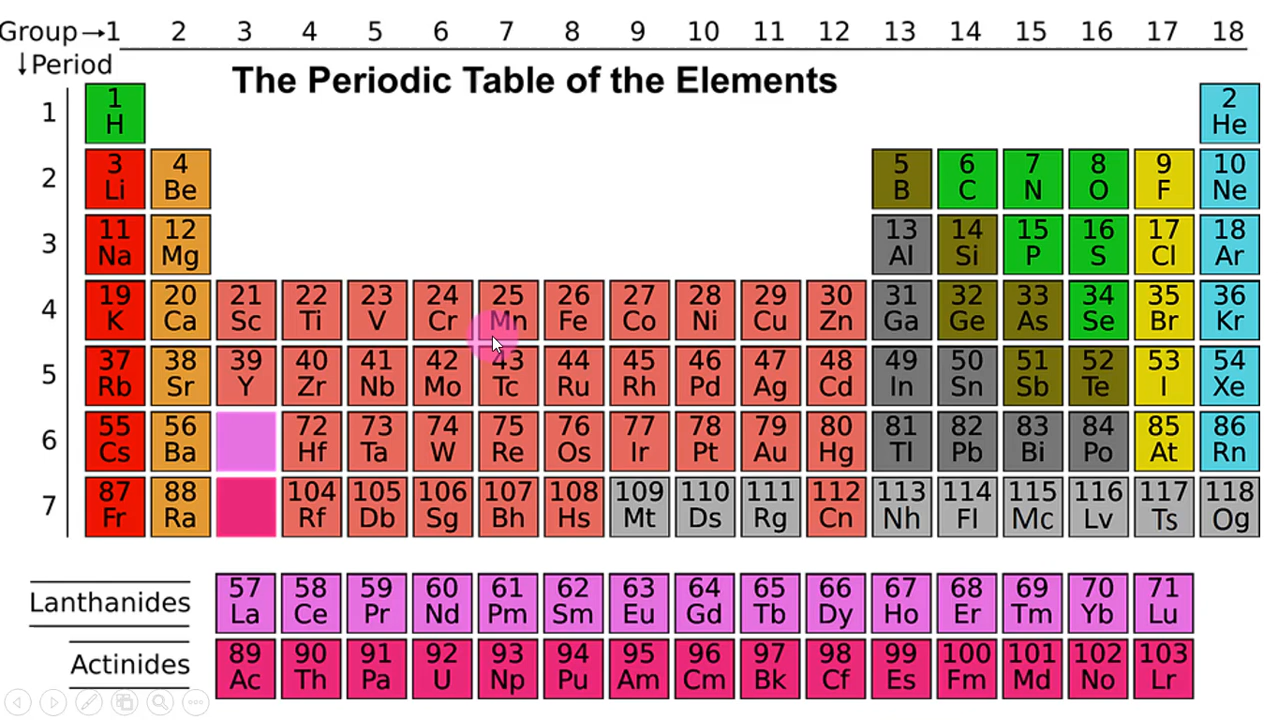 Group→1 2 3 4 5 6 7 8 9 10 11 12 13 14 15 16 17 18
↓Period
The Periodic Table of the Elements
1 2
1 H He
3 4 5 6 7 8 9 10
2 Li Be B C N O F Ne
11 12 13 14 15 16 17 18
3 Na Mg Al Si P S Cl Ar
19 20 21 22 23 24 25 26 27 28 29 30 31 32 33 34 35 36
4 K Ca Sc Ti V Cr Mn Fe Co Ni Cu Zn Ga Ge As Se Br Kr
37 38 39 40 41 42 43 44 45 46 47 48 49 50 51 52 53 54
5 Rb Sr Y Zr Nb Mo Tc Ru Rh Pd Ag Cd In Sn Sb Te I Xe
55 56 72 73 74 75 76 77 78 79 80 81 82 83 84 85 86
6 Cs Ba Hf Ta W Re Os Ir Pt Au Hg Tl Pb Bi Po At Rn
87 88 104 105 106 107 108 109 110 111 112 113 114 115 116 117 118
7 Fr Ra Rf Db Sg Bh Hs Mt Ds Rg Cn Nh Fl Mc Lv Ts Og
57 58 59 60 61 62 63 64 65 66 67 68 69 70 71
Lanthanides La Ce Pr Nd Pm Sm Eu Gd Tb Dy Ho Er Tm Yb Lu
89 90 91 92 93 94 95 96 97 98 99 100 101 102 103
Actinides Ac Th Pa U Np Pu Am Cm Bk Cf Es Fm Md No Lr